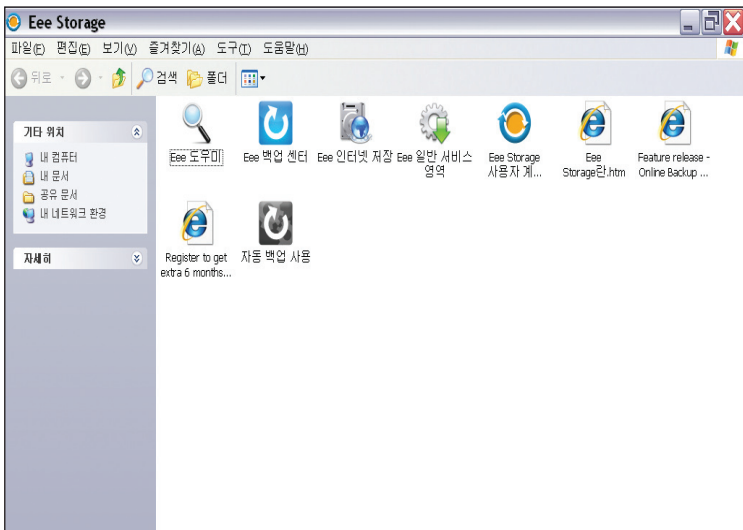 Eee Storage
파일(F) 편집(E) 보기(V) 즐겨찾기(A) 도구(T) 도움말(H)
뒤로 검색 폴더
기타 위치
내 컴퓨터
내 문서
공유 문서
내 네트워크 환경
자세히
Eee 도우미
Eee 백업 센터
Eee 인터넷 저장
Eee 일반 서비스
영역
Eee Storage
사용자 계...
Eee
Storage란.htm
Feature release -
Online Backup ...
Register to get
extra 6 months...
자동 백업 사용